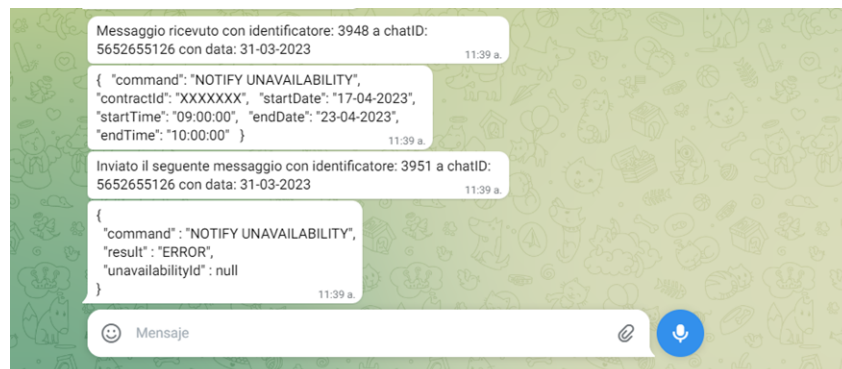 Messaggio ricevuto con identificatore: 3948 a chatID:
5652655126 con data: 31-03-2023
11:39 a.
{ "command": "NOTIFY UNAVAILABILITY",
"contractId": "XXXXXXX", "startDate": "17-04-2023",
"startTime": "09:00:00", "endDate": "23-04-2023",
"endTime": "10:00:00" }
11:39 a.
Inviato il seguente messaggio con identificatore: 3951 a chatID:
5652655126 con data: 31-03-2023
11:39 a.
{
"command" : "NOTIFY UNAVAILABILITY",
"result" : "ERROR",
"unavailabilityId" : null
}
11:39 a.
Mensaje